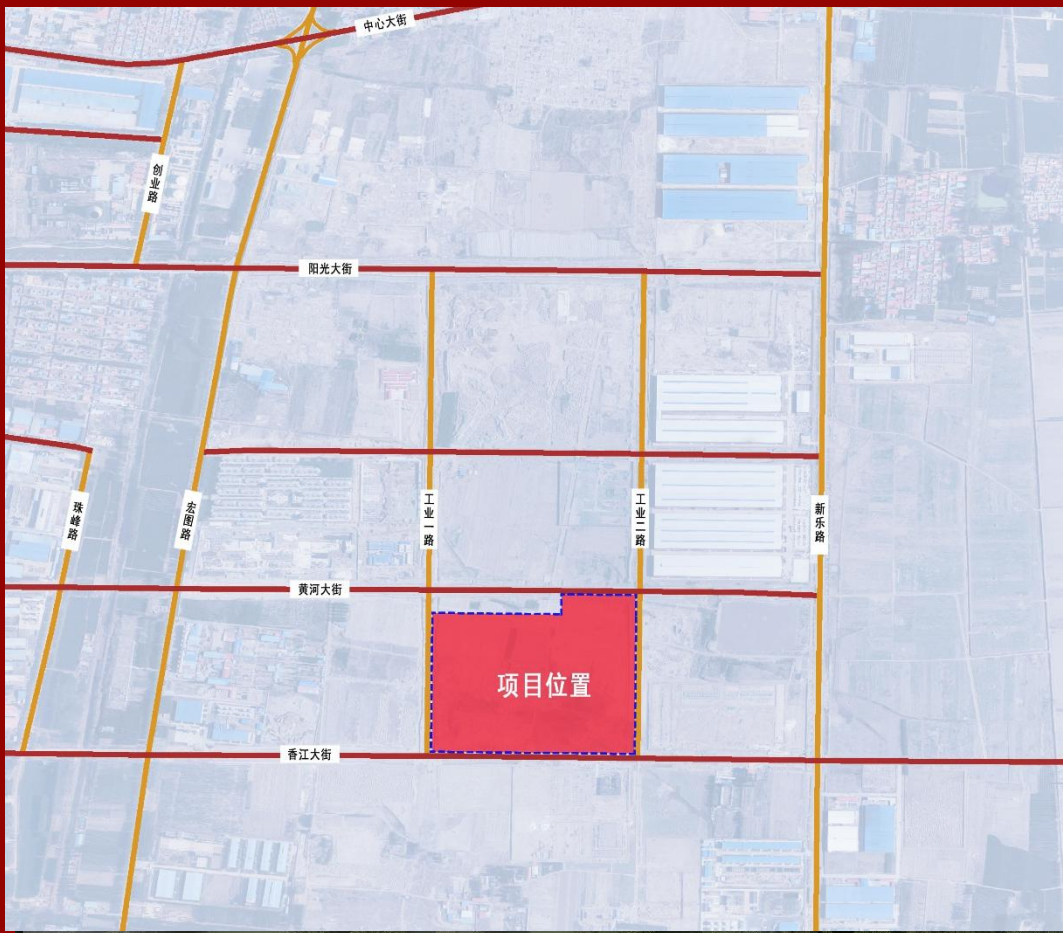 中心大街
创业路
阳光大街
珠峰路
宏图路
工业一路
工业二路
新乐路
黄河大街
项目位置
香江大街